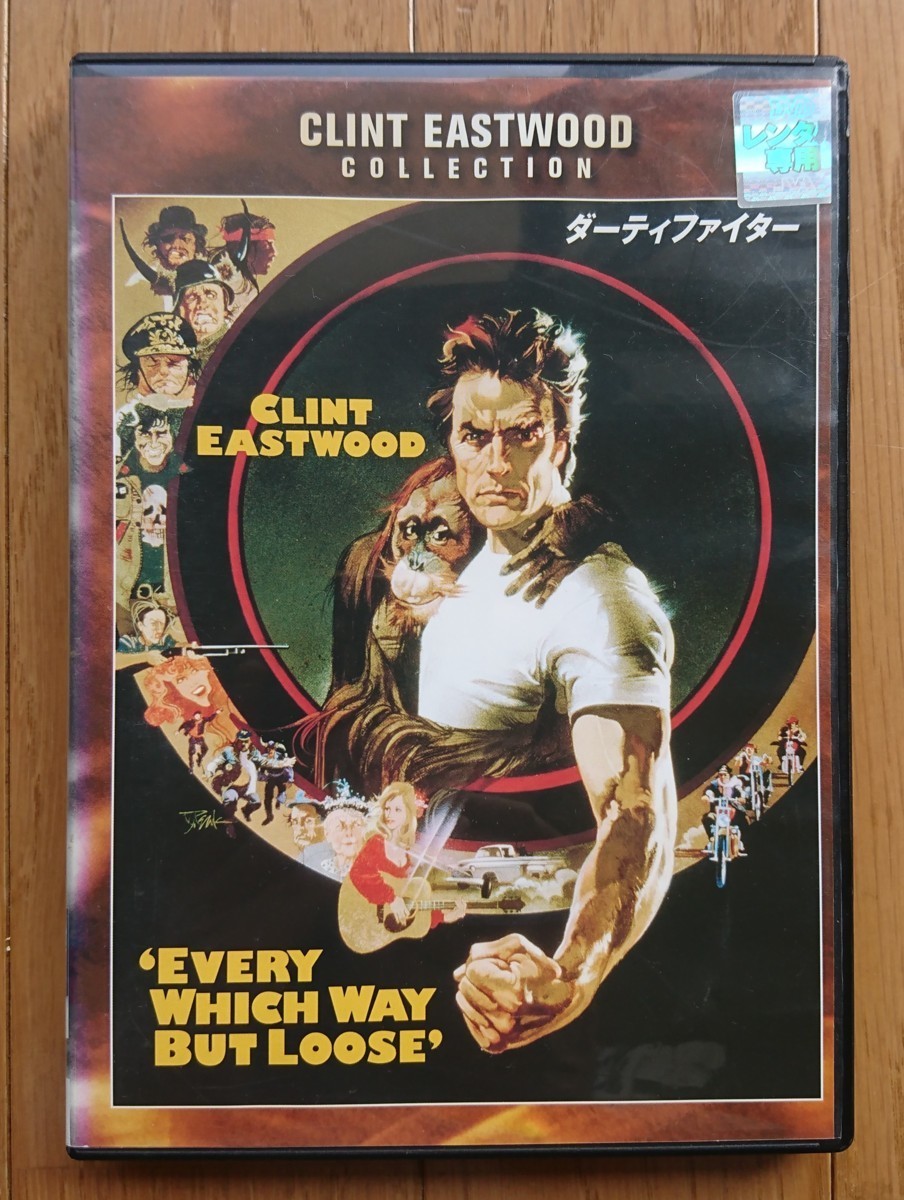 CLINT EASTWOOD
COLLECTION
レンタル
専用
ダーティファイター
CLINT
EASTWOOD
'EVERY
WHICH WAY
BUT LOOSE'